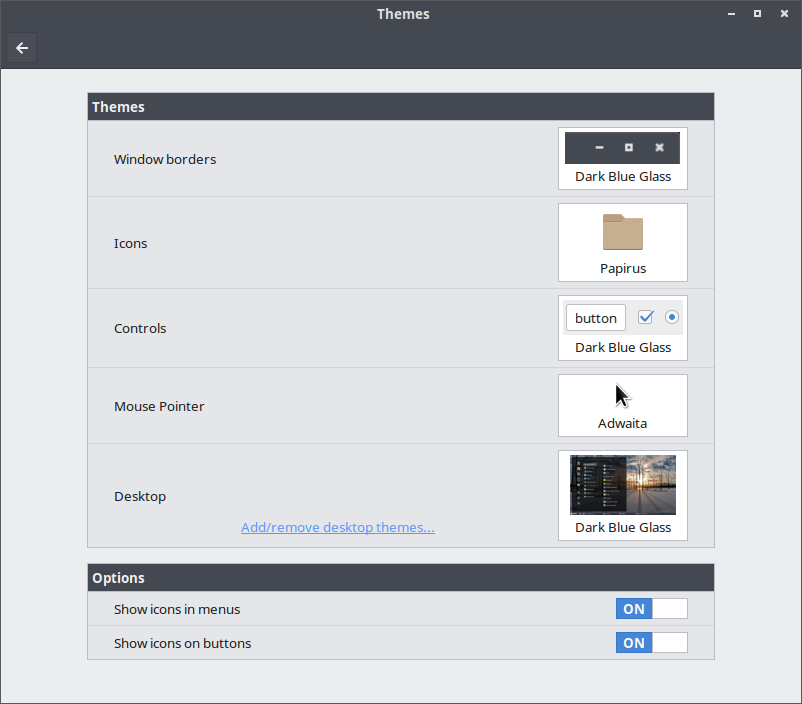 Themes
Themes
Window borders
Dark Blue Glass
Icons
Papirus
Controls
button
Dark Blue Glass
Mouse Pointer
Adwaita
Desktop
Add/remove desktop themes...
Dark Blue Glass
Options
Show icons in menus
ON
Show icons on buttons
ON